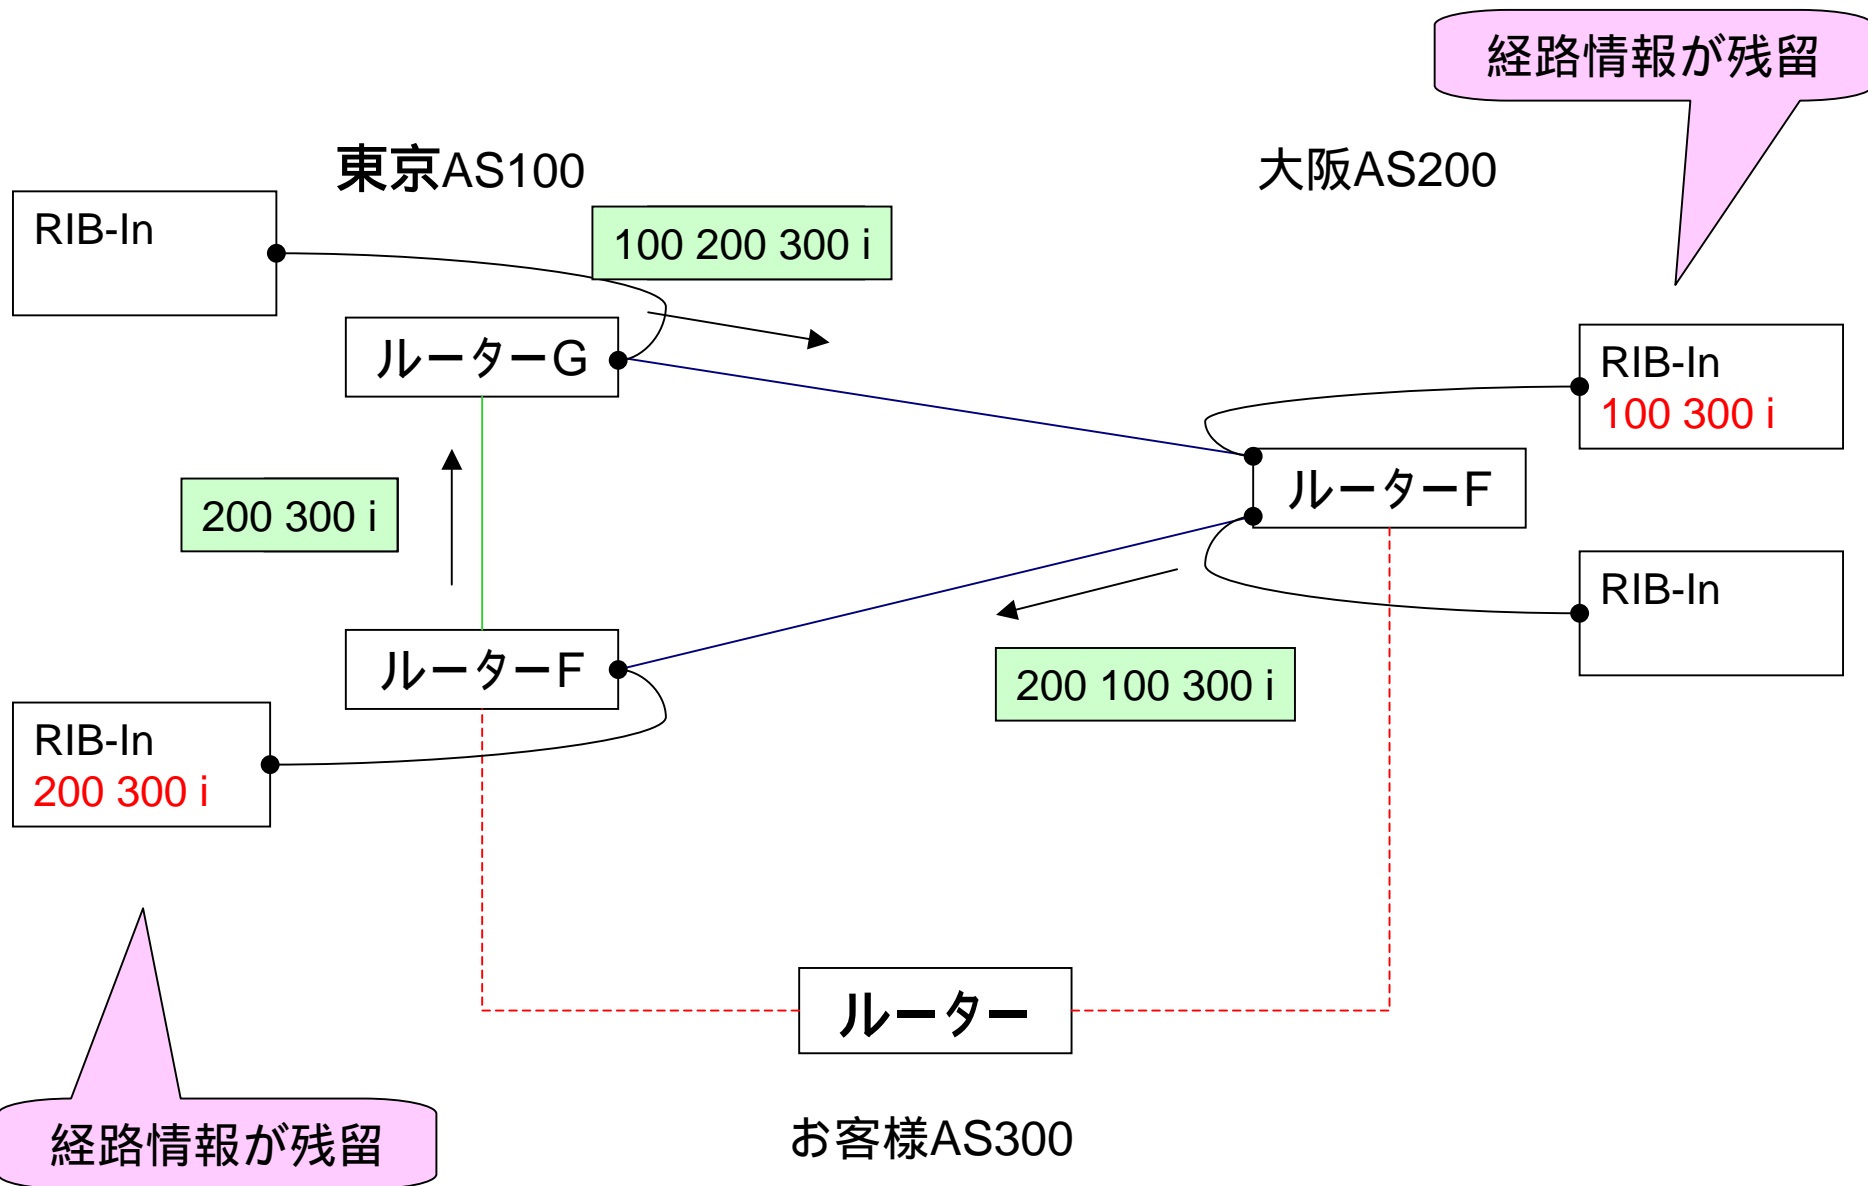 経路情報が残留
東京AS100
大阪AS200
RIB-In
100 200 300 i
ルーターG
RIB-In
100 300 i
ルーターF
200 300 i
RIB-In
ルーターF
200 100 300 i
RIB-In
200 300 i
ルーター
お客様AS300
経路情報が残留